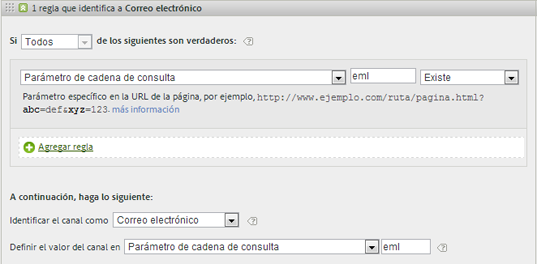 1 regla que identifica a Correo electrónico
Si Todos de los siguientes son verdaderos:
Parámetro de cadena de consulta eml Existe
Parámetro específico en la URL de la página, por ejemplo, http://www.ejemplo.com/ruta/pagina.html?
abc=def&xyz=123. más información
Agregar regla
A continuación, haga lo siguiente:
Identificar el canal como Correo electrónico
Definir el valor del canal en Parámetro de cadena de consulta eml